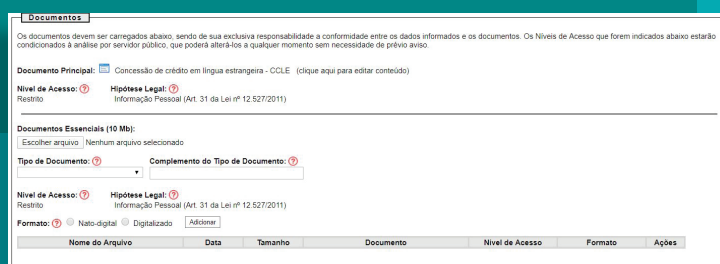 Documentos
Os documentos devem ser carregados abaixo, sendo de sua exclusiva responsabilidade a conformidade entre os dados informados e os documentos. Os Níveis de Acesso que forem indicados abaixo estarão
condicionados à análise por servidor público, que poderá alterá-los a qualquer momento sem necessidade de prévio aviso.
Documento Principal: Concessão de crédito em língua estrangeira - CCLE (clique aqui para editar conteúdo)
Nível de Acesso: ? Hipótese Legal: ?
Restrito Informação Pessoal (Art. 31 da Lei nº 12.527/2011)
Documentos Essenciais (10 Mb):
Escolher arquivo Nenhum arquivo selecionado
Tipo de Documento: ? Complemento do Tipo de Documento: ?
Nível de Acesso: ? Hipótese Legal: ?
Restrito Informação Pessoal (Art. 31 da Lei nº 12.527/2011)
Formato: ? Nato-digital Digitalizado Adicionar
Nome do Arquivo Data Tamanho Documento Nível de Acesso Formato Ações